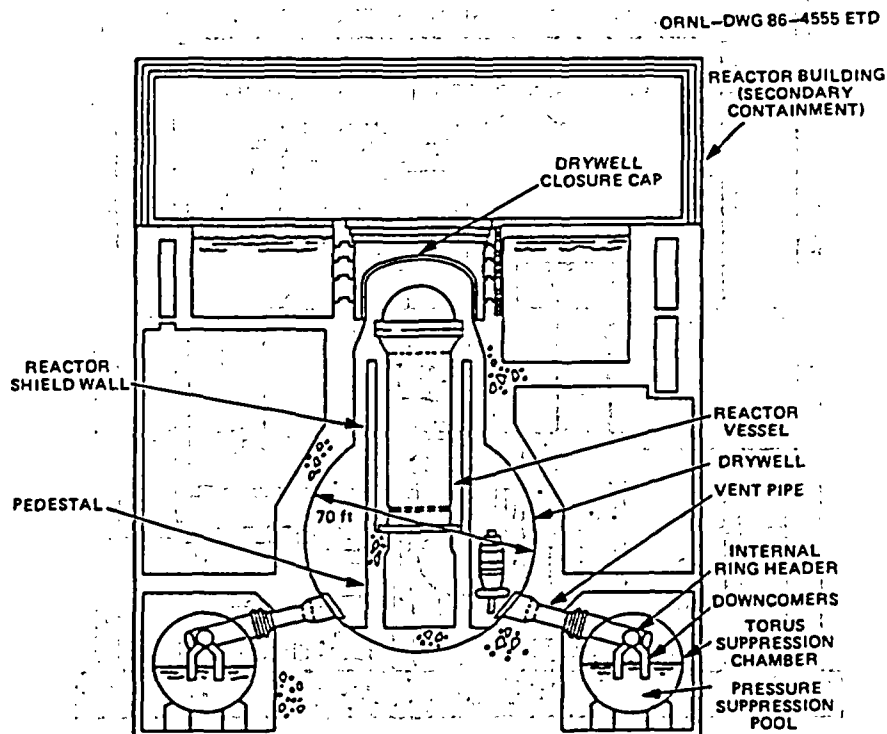 ORNL–DWG 86–4555 ETD
REACTOR BUILDING
(SECONDARY
CONTAINMENT)
DRYWELL
CLOSURE CAP
REACTOR
SHIELD WALL
PEDESTAL
70 ft
REACTOR
VESSEL
DRYWELL
VENT PIPE
INTERNAL
RING HEADER
DOWNCOMERS
TORUS
SUPPRESSION
CHAMBER
PRESSURE
SUPPRESSION
POOL